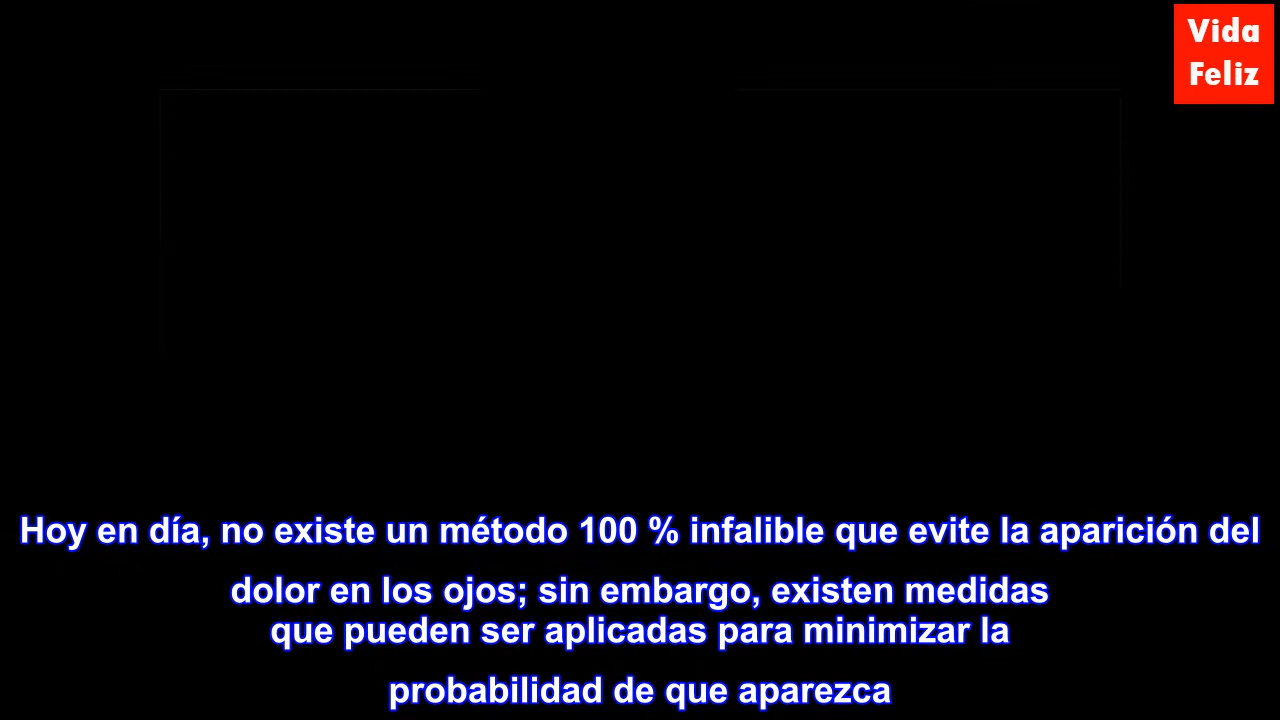 Vida
Feliz
Hoy en día, no existe un método 100 % infalible que evite la aparición del
dolor en los ojos; sin embargo, existen medidas
que pueden ser aplicadas para minimizar la
probabilidad de que aparezca